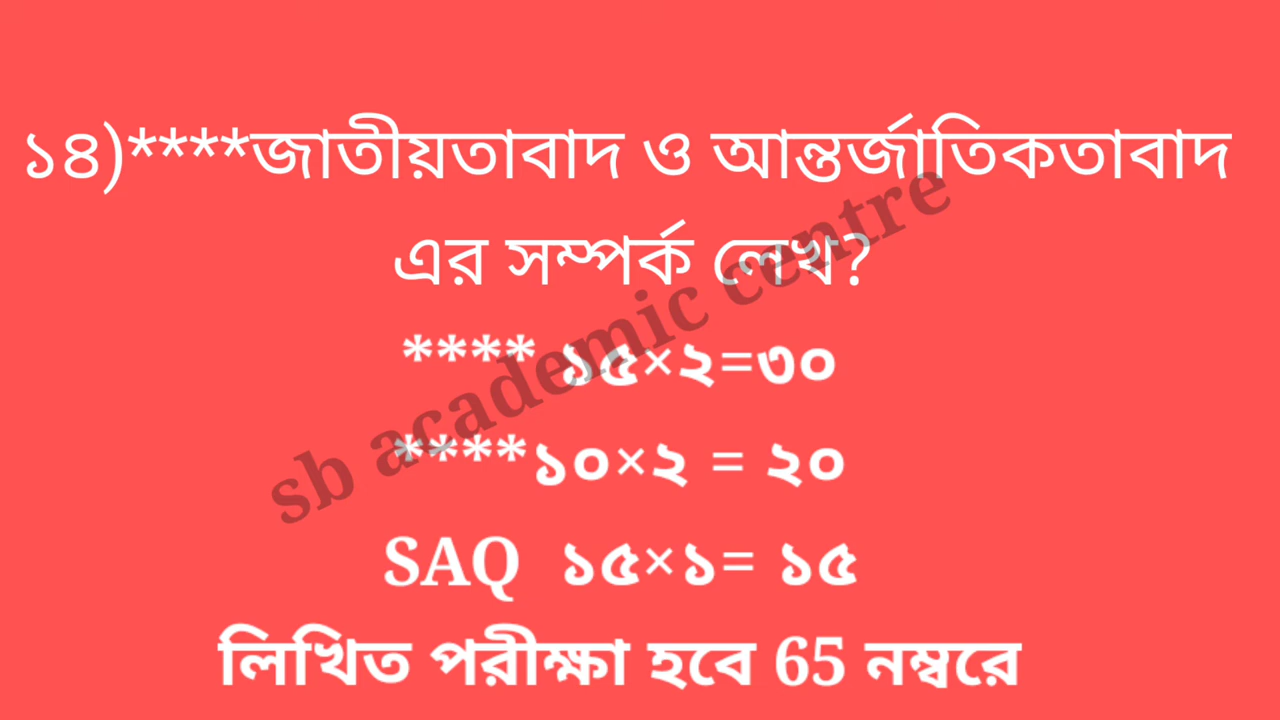 ১৪)****জাতীয়তাবাদ ও আন্তর্জাতিকতাবাদ
এর সম্পর্ক লেখ?
**** ১৫×২=৩০
****১০×২ = ২০
SAQ ১৫×১= ১৫
লিখিত পরীক্ষা হবে 65 নম্বরে
sb academic centre